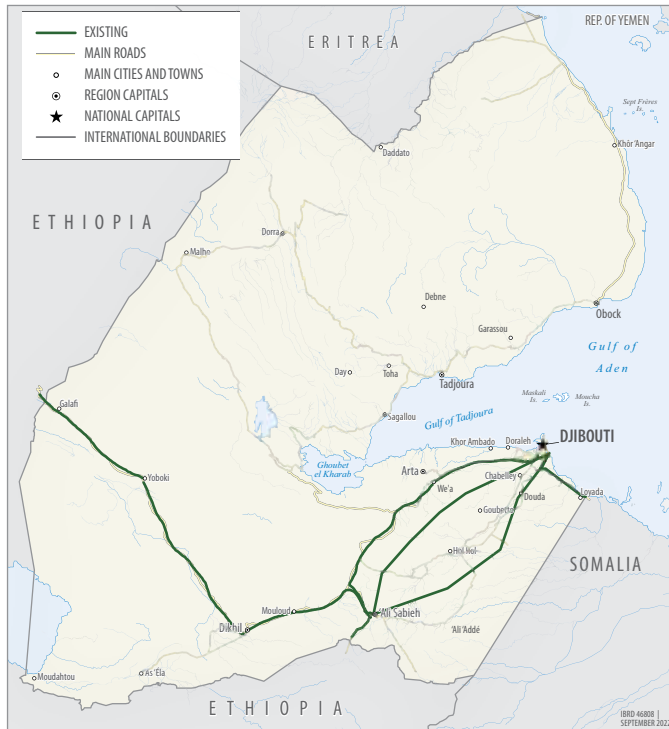 EXISTING
MAIN ROADS
MAIN CITIES AND TOWNS
REGION CAPITALS
NATIONAL CAPITALS
INTERNATIONAL BOUNDARIES
REP. OF YEMEN
ERITREA
Sept Frères
Is.
Khôr ‘Angar
Daddato
ETHIOPIA
Dorra
Malho
Debne
Obock
Garassou
Gulf of
Aden
Day
Toha
Tadjoura
Galafi
Maskali
Is.
Moucha
Is.
Sagallou
Gulf of Tadjoura
DJIBOUTI
Khor Ambado
Doraleh
Ghoubet
el Kharab
Arta
Chabelley
Yoboki
We'a
Douda
Loyada
Goubetto
Hol Hol
SOMALIA
Mouloud
‘Ali Sabieh
Dikhil
‘Ali ‘Addé
As ‘Ela
Moudahtou
ETHIOPIA
IBRD 46808 |
SEPTEMBER 2022